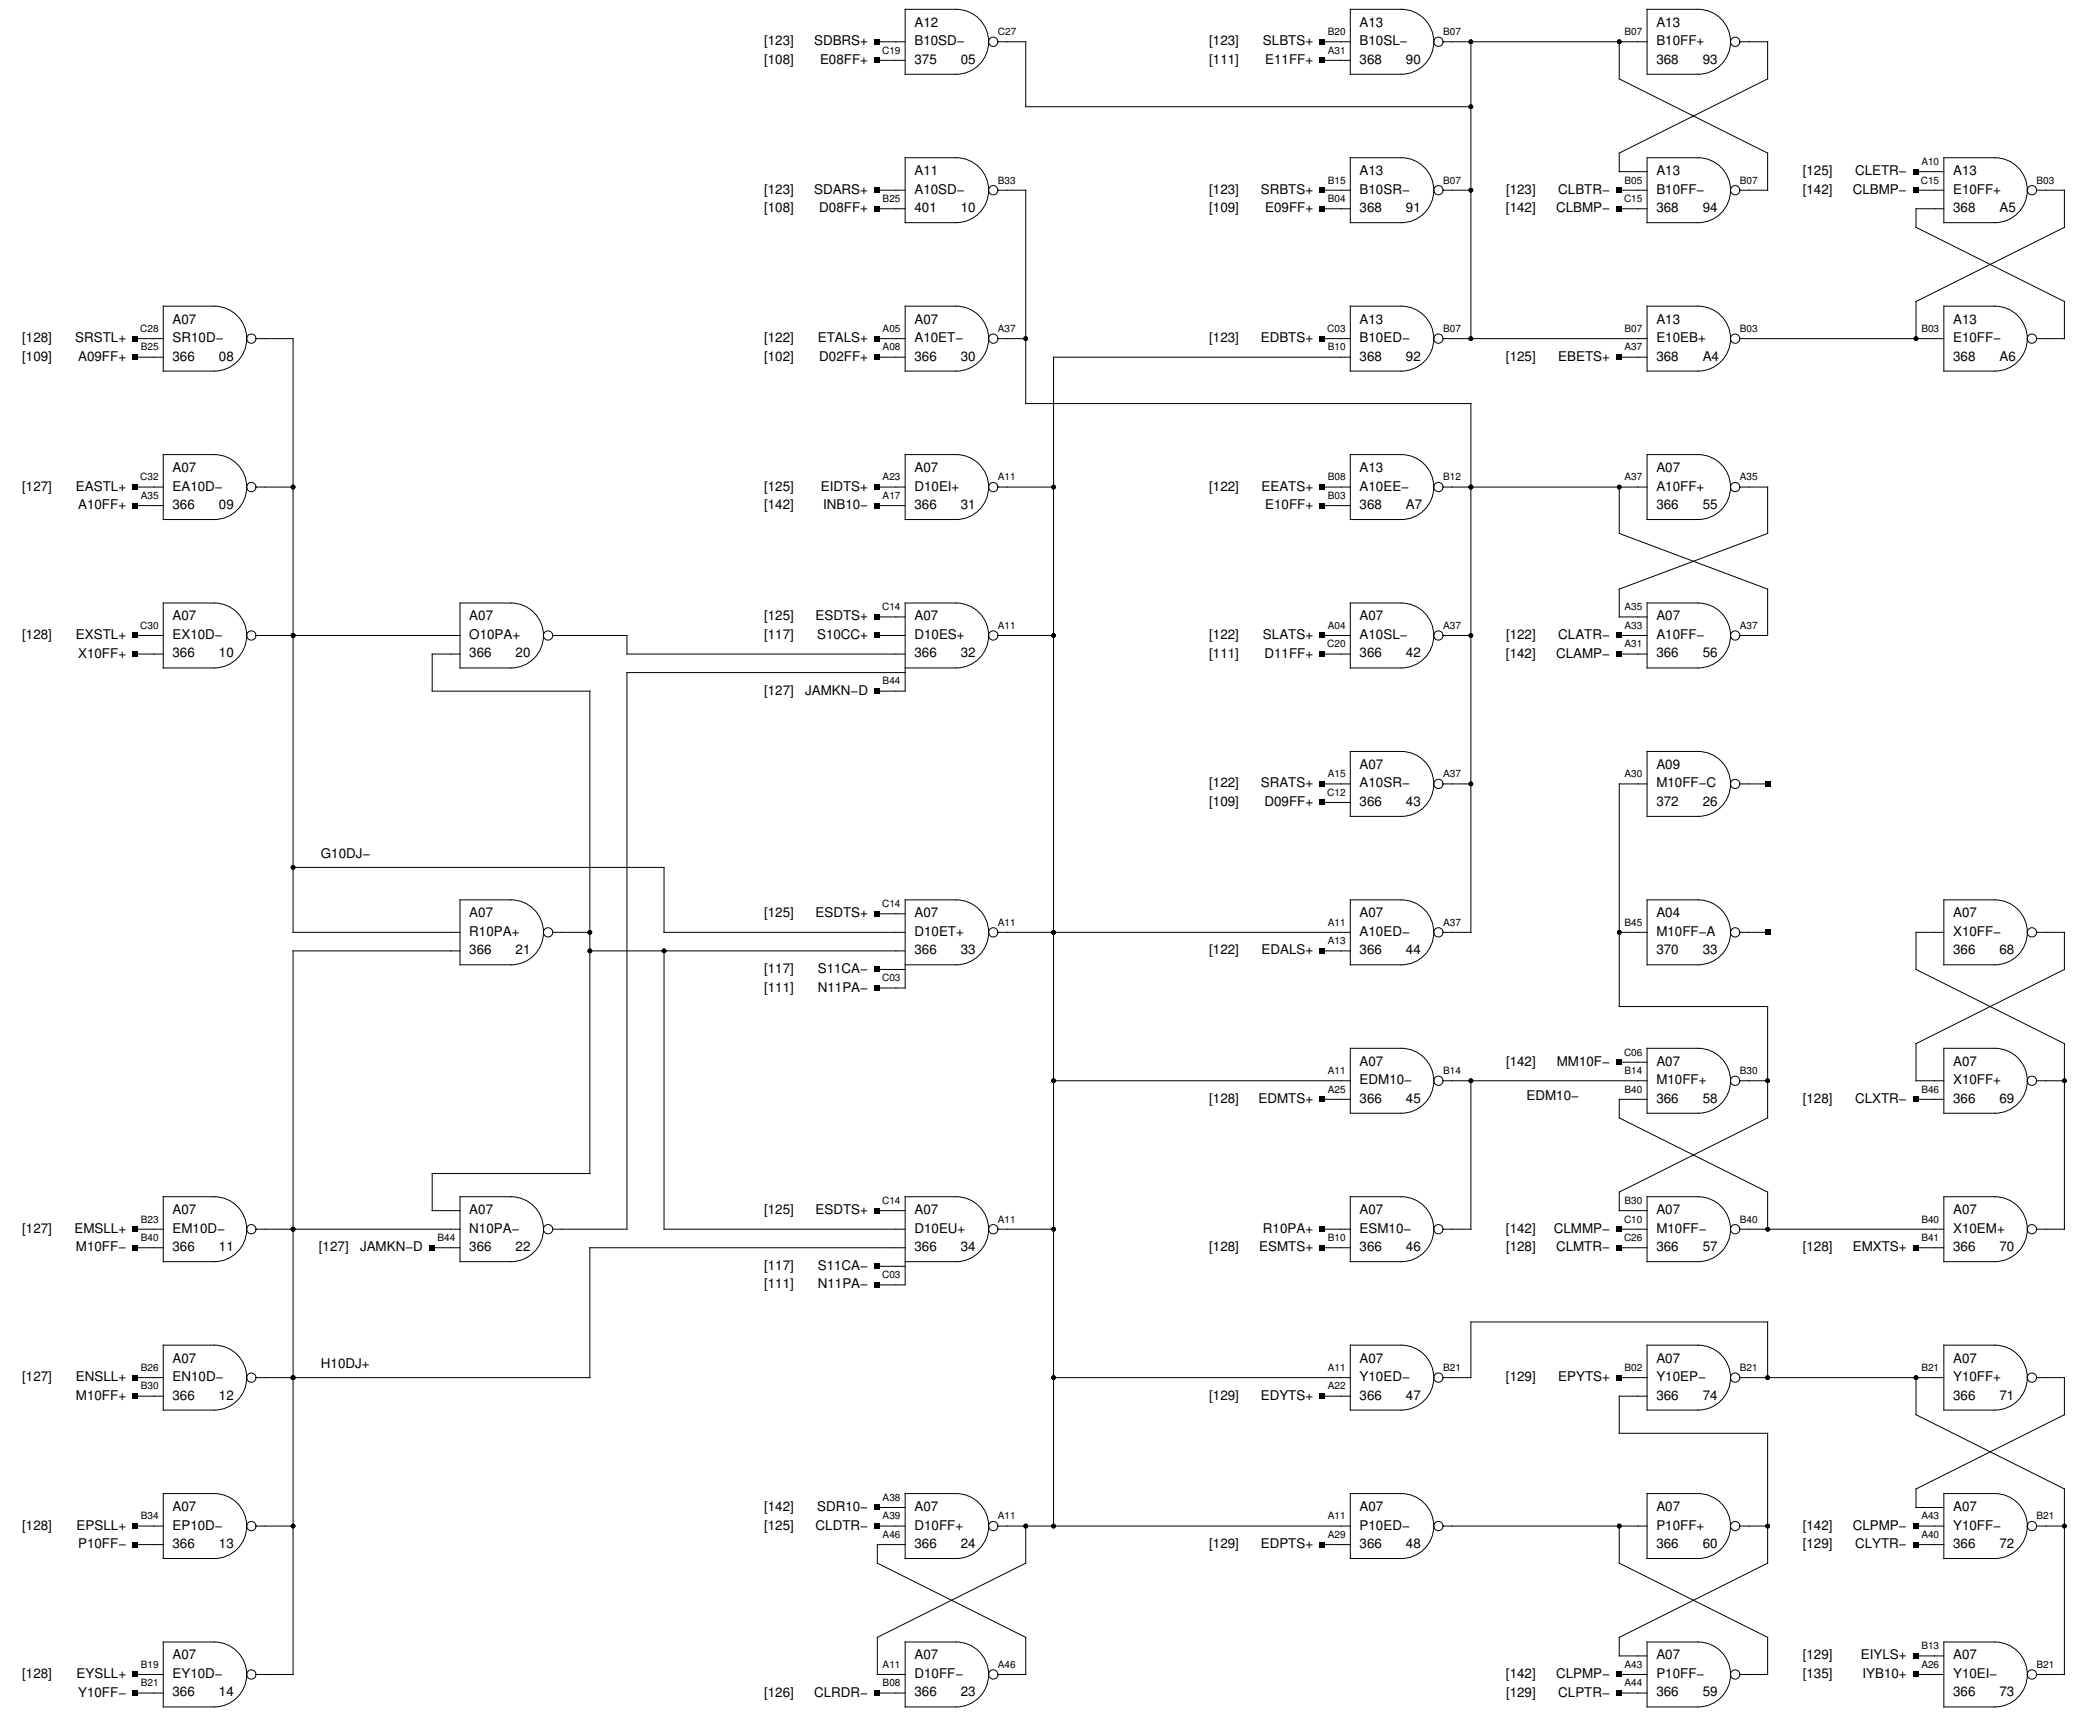 A12
[123] SDBRS+ B10SD− C27
[108] E08FF+ C19 375 05
A13
[123] SLBTS+ B20 B10SL− B07
[111] E11FF+ A31 368 90
A13
B07 B10FF+
368 93
A11
[123] SDARS+ A10SD− B33
[108] D08FF+ B25 401 10
A13
[123] SRBTS+ B15 B10SR− B07
[109] E09FF+ B04 368 91
A13
[123] CLBTR− B05 B10FF− B07
[142] CLBMP− C15 368 94
[125] CLETR− A10 A13
[142] CLBMP− C15 E10FF+ B03
368 A5
A07
[128] SRSTL+ C28 SR10D−
[109] A09FF+ B25 366 08
A07
[122] ETALS+ A05 A10ET− A37
[102] D02FF+ A08 366 30
A13
[123] EDBTS+ C03 B10ED− B07
B10 368 92
A13
B07 E10EB+ B03
[125] EBETS+ A37 368 A4
A13
B03 E10FF−
368 A6
A07
[127] EASTL+ C32 EA10D−
A10FF+ A35 366 09
A07
[125] EIDTS+ A23 D10EI+ A11
[142] INB10− A17 366 31
A13
[122] EEATS+ B08 A10EE− B12
E10FF+ B03 368 A7
A07
A37 A10FF+ A35
366 55
A07
[128] EXSTL+ C30 EX10D−
X10FF+ 366 10
A07
O10PA+
366 20
[125] ESDTS+ C14 A07
[117] S10CC+ D10ES+ A11
366 32
[127] JAMKN−D B44
A07
[122] SLATS+ A04 A10SL− A37
[111] D11FF+ C20 366 42
A35 A07
[122] CLATR− A33 A10FF− A37
[142] CLAMP− A31 366 56
A07
[122] SRATS+ A15 A10SR− A37
[109] D09FF+ C12 366 43
A09
A30 M10FF−C
372 26
G10DJ−
A07
R10PA+
366 21
[125] ESDTS+ C14 A07
D10ET+ A11
366 33
[117] S11CA−
[111] N11PA− C03
A07
A11 A10ED− A37
[122] EDALS+ A13 366 44
A04
B45 M10FF−A
370 33
A07
X10FF−
366 68
A07
A11 EDM10− B14
[128] EDMTS+ A25 366 45
EDM10−
[142] MM10F− C06 A07
B14 M10FF+ B30
B40 366 58
A07
X10FF+
[128] CLXTR− B46 366 69
A07
[127] EMSLL+ B23 EM10D−
M10FF− B40 366 11
A07
N10PA−
[127] JAMKN−D B44 366 22
[125] ESDTS+ C14 A07
D10EU+ A11
366 34
[117] S11CA−
[111] N11PA− C03
A07
R10PA+ ESM10−
[128] ESMTS+ B10 366 46
B30 A07
[142] CLMMP− C10 M10FF− B40
[128] CLMTR− C26 366 57
A07
B40 X10EM+
[128] EMXTS+ B41 366 70
A07
[127] ENSLL+ B26 EN10D−
M10FF+ B30 366 12
H10DJ+
A07
A11 Y10ED− B21
[129] EDYTS+ A22 366 47
A07
[129] EPYTS+ B02 Y10EP− B21
366 74
A07
B21 Y10FF+
366 71
A07
[128] EPSLL+ B34 EP10D−
P10FF− 366 13
[142] SDR10− A38 A07
[125] CLDTR− A39 D10FF+ A11
A46 366 24
A07
A11 P10ED−
[129] EDPTS+ A29 366 48
A07
P10FF+
366 60
A07
[142] CLPMP− A43 Y10FF− B21
[129] CLYTR− A40 366 72
A07
[128] EYSLL+ B19 EY10D−
Y10FF− B21 366 14
A07
A11 D10FF− A46
[126] CLRDR− B08 366 23
A07
[142] CLPMP− A43 P10FF−
[129] CLPTR− A44 366 59
[129] EIYLS+ B13 A07
[135] IYB10+ A26 Y10EI− B21
366 73